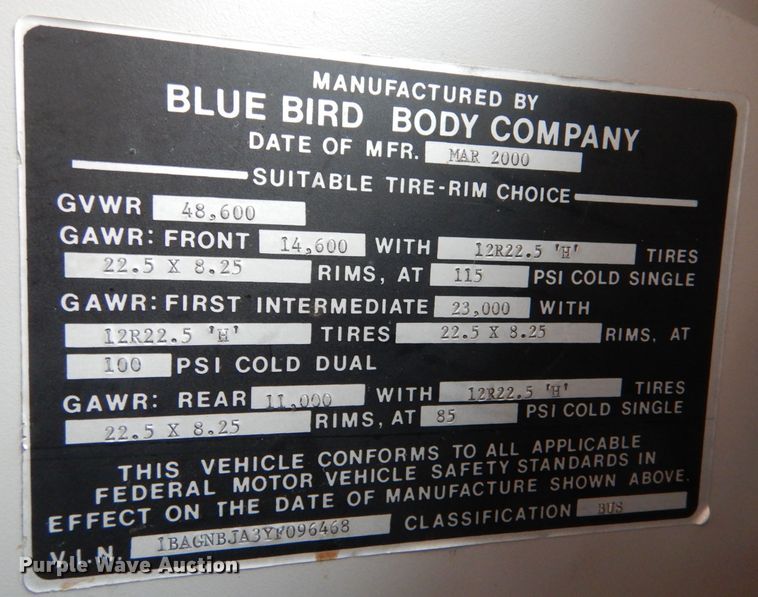 MANUFACTURED BY
BLUE BIRD BODY COMPANY
DATE OF MFR. MAR 2000
SUITABLE TIRE-RIM CHOICE
GVWR 48,600
GAWR: FRONT 14,600 WITH 12R22.5 'H' TIRES
22.5 X 8.25 RIMS, AT 115 PSI COLD SINGLE
GAWR: FIRST INTERMEDIATE 23,000 WITH
12R22.5 'H' TIRES 22.5 X 8.25 RIMS, AT
100 PSI COLD DUAL
GAWR: REAR 11,000 WITH 12R22.5 'H' TIRES
22.5 X 8.25 RIMS, AT 85 PSI COLD SINGLE
THIS VEHICLE CONFORMS TO ALL APPLICABLE
FEDERAL MOTOR VEHICLE SAFETY STANDARDS IN
EFFECT ON THE DATE OF MANUFACTURE SHOWN ABOVE.
V.I.N. 1BAGNBJA3YF096468 CLASSIFICATION BUS
Purple Wave Auction